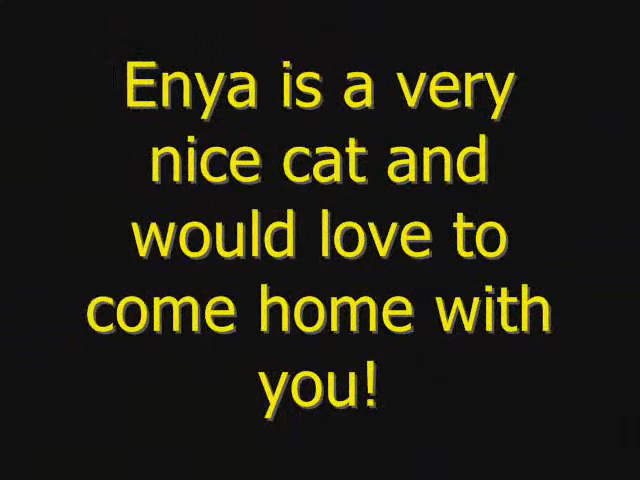 Enya is a very
nice cat and
would love to
come home with
you!